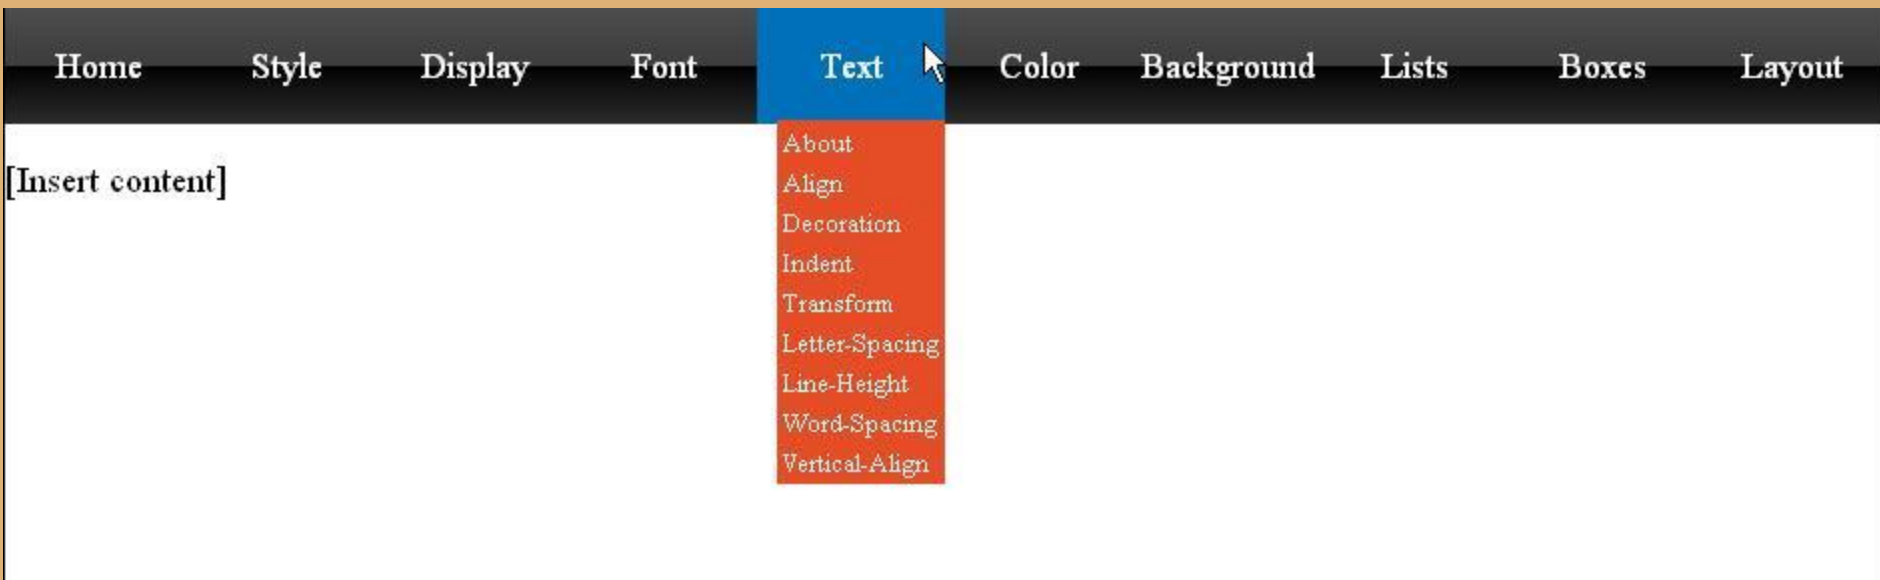 Home Style Display Font Text Color Background Lists Boxes Layout
About
[Insert content]
Align
Decoration
Indent
Transform
Letter-Spacing
Line-Height
Word-Spacing
Vertical-Align